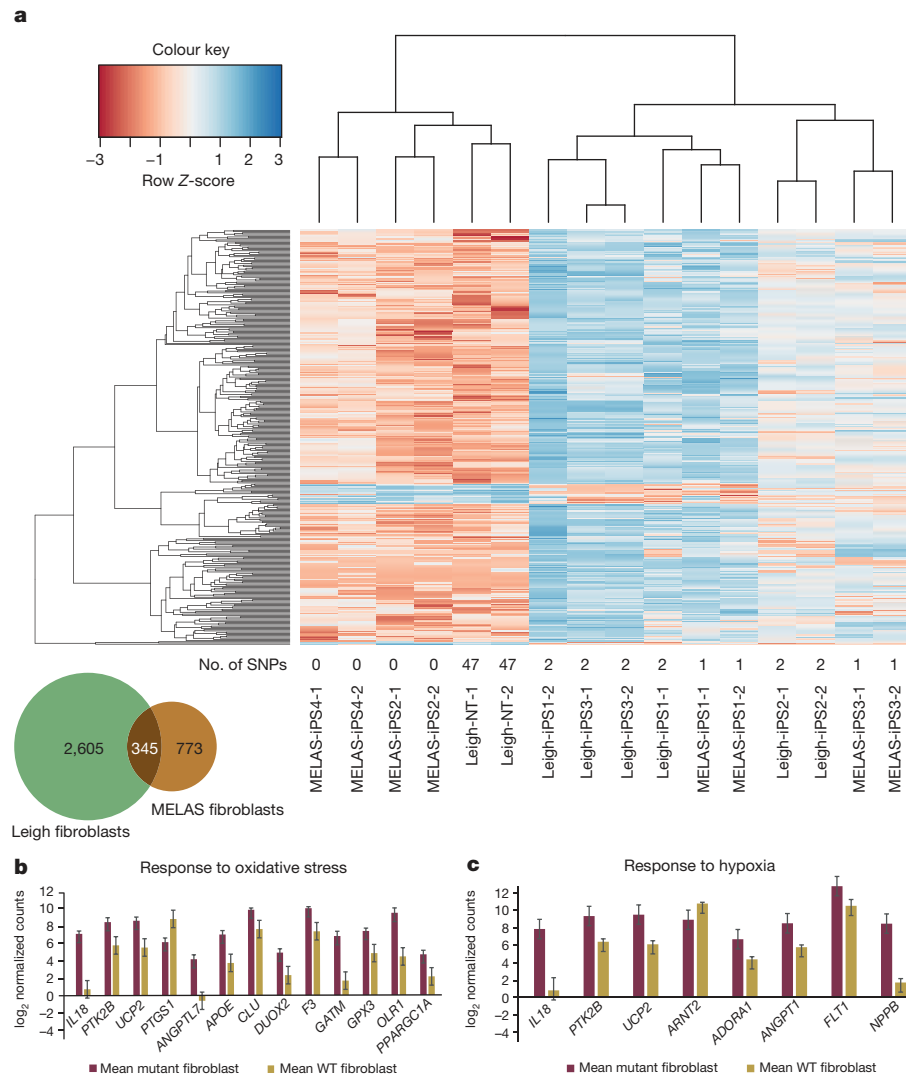 a
Colour key
−3 −1 1 2 3
Row Z-score
No. of SNPs 0 0 0 0 47 47 2 2 2 2 1 1 2 2 1 1
MELAS-iPS4-1
MELAS-iPS4-2
MELAS-iPS2-1
MELAS-iPS2-2
Leigh-NT-1
Leigh-NT-2
Leigh-iPS1-2
Leigh-iPS3-1
Leigh-iPS3-2
Leigh-iPS1-1
MELAS-iPS1-1
MELAS-iPS1-2
Leigh-iPS2-1
Leigh-iPS2-2
MELAS-iPS3-1
MELAS-iPS3-2
2,605 345 773
MELAS fibroblasts
Leigh fibroblasts
b
Response to oxidative stress
log2 normalized counts
12
10
8
6
4
2
0
−2
−4
IL18
PTK2B
UCP2
PTGS1
ANGPTL7
APOE
CLU
DUOX2
F3
GATM
GPX3
OLR1
PPARGC1A
Mean mutant fibroblast Mean WT fibroblast
c
Response to hypoxia
log2 normalized counts
12
10
8
6
4
2
0
−2
−4
IL18
PTK2B
UCP2
ARNT2
ADORA1
ANGPT1
FLT1
NPPB
Mean mutant fibroblast Mean WT fibroblast